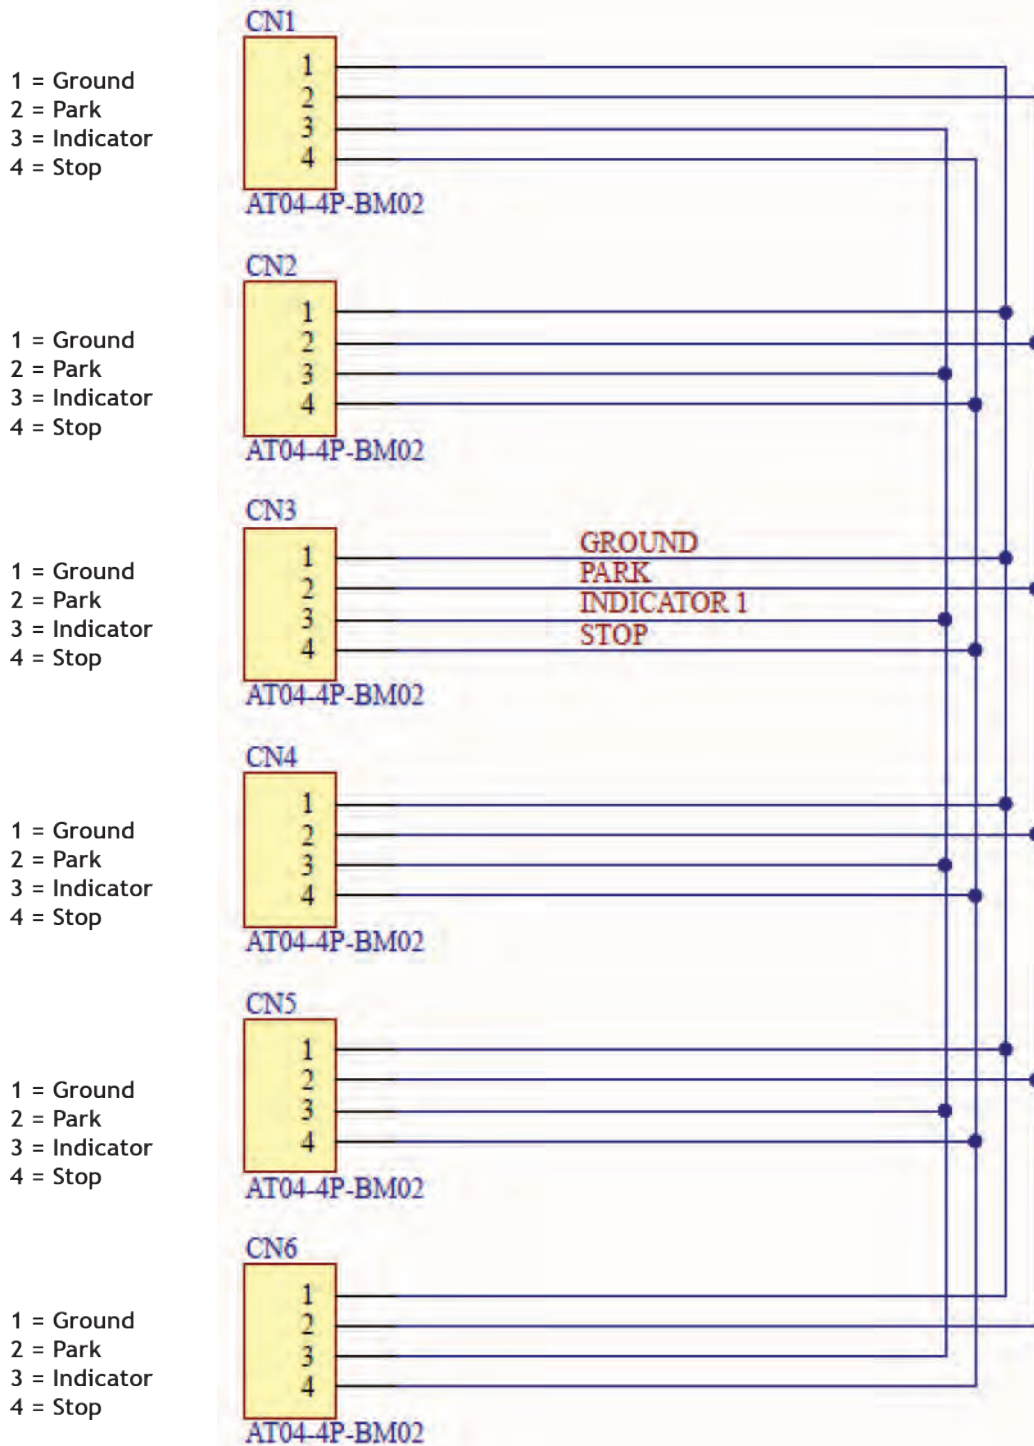 CN1
1 = Ground
2 = Park
3 = Indicator
4 = Stop
1
2
3
4
AT04-4P-BM02
CN2
1 = Ground
2 = Park
3 = Indicator
4 = Stop
1
2
3
4
AT04-4P-BM02
CN3
1 = Ground
2 = Park
3 = Indicator
4 = Stop
1
2
3
4
GROUND
PARK
INDICATOR 1
STOP
AT04-4P-BM02
CN4
1 = Ground
2 = Park
3 = Indicator
4 = Stop
1
2
3
4
AT04-4P-BM02
CN5
1 = Ground
2 = Park
3 = Indicator
4 = Stop
1
2
3
4
AT04-4P-BM02
CN6
1 = Ground
2 = Park
3 = Indicator
4 = Stop
1
2
3
4
AT04-4P-BM02